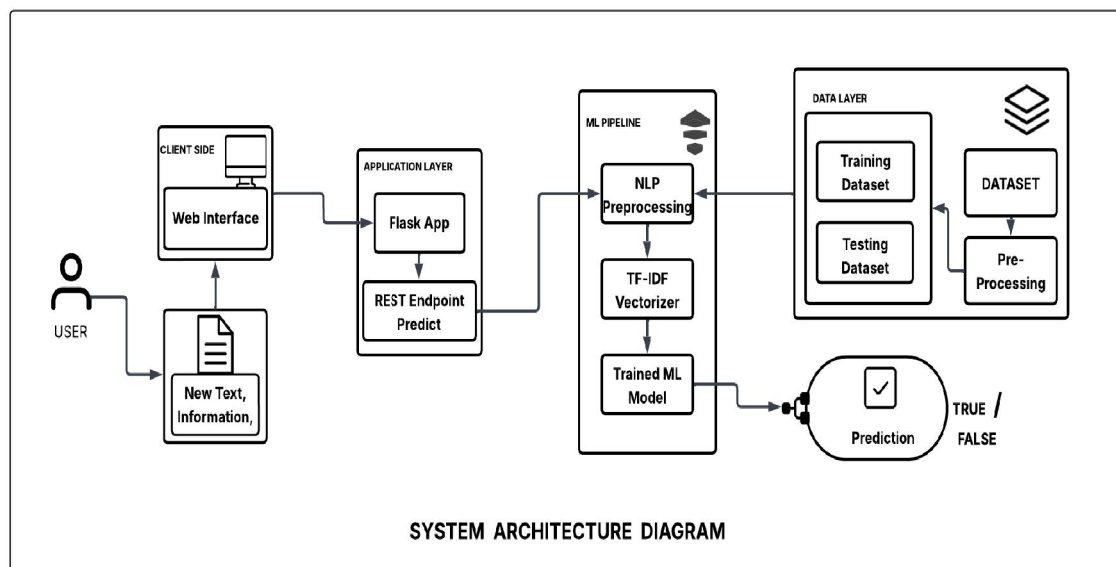 USER
New Text,
Information,
CLIENT SIDE
Web Interface
APPLICATION LAYER
Flask App
REST Endpoint
Predict
ML PIPELINE
NLP
Preprocessing
TF-IDF
Vectorizer
Trained ML
Model
DATA LAYER
Training
Dataset
Testing
Dataset
DATASET
Pre-
Processing
Prediction
TRUE /
FALSE
SYSTEM ARCHITECTURE DIAGRAM